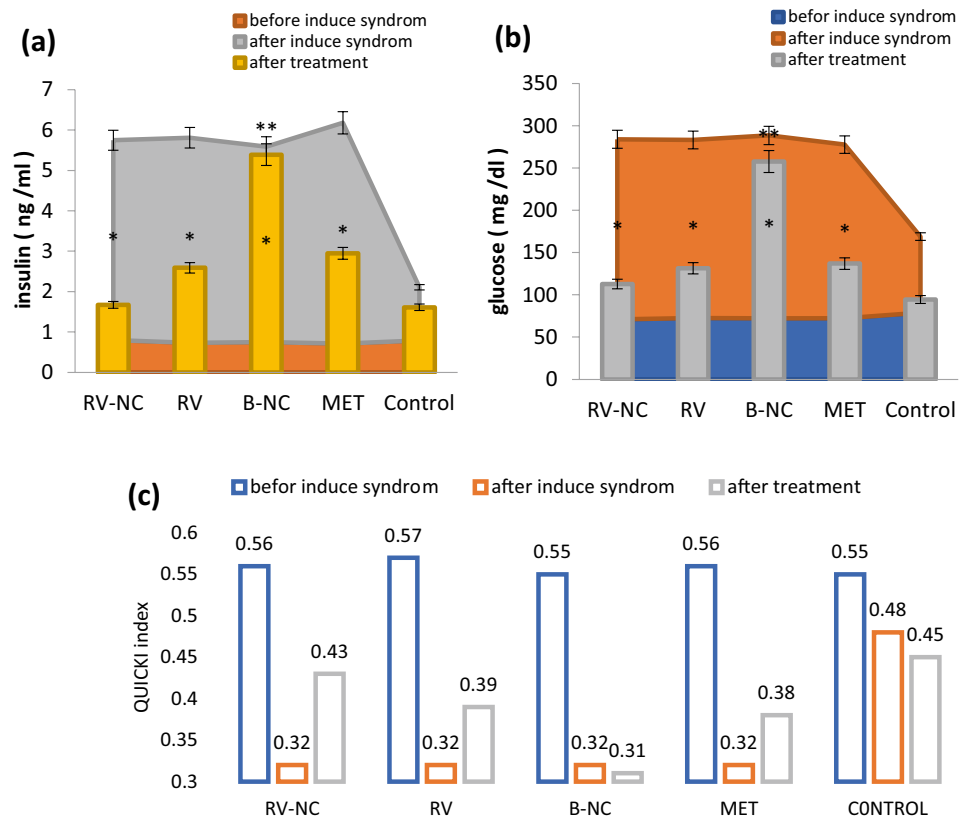 (a)
before induce syndrom
after induce syndrom
after treatment
insulin ( ng /ml)
7
6
5
4
3
2
1
0
**
*
*
*
*
RV-NC RV B-NC MET Control
(b)
befor induce syndrom
after induce syndrom
after treatment
glucose ( mg /dl)
350
300
250
200
150
100
50
0
**
*
*
*
*
RV-NC RV B-NC MET Control
(c)
befor induce syndrom after induce syndrom after treatment
QUICKI index
0.6
0.55
0.5
0.45
0.4
0.35
0.3
0.56 0.32 0.43
0.57 0.32 0.39
0.55 0.32 0.31
0.56 0.32 0.38
0.55 0.48 0.45
RV-NC RV B-NC MET C0NTROL